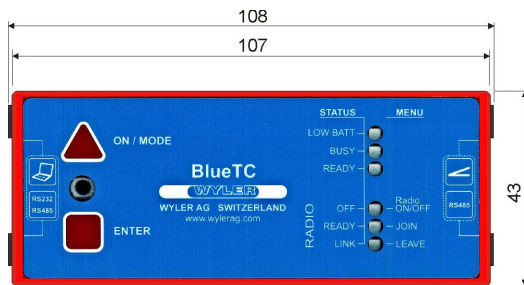 108
107
STATUS MENU
LOW BATT
BUSY
READY
ON / MODE
BlueTC
WYLER
WYLER AG SWITZERLAND
www.wylerag.com
ENTER
RS232
RS485
RADIO
OFF Radio ON/OFF
READY JOIN
LINK LEAVE
RS485
43